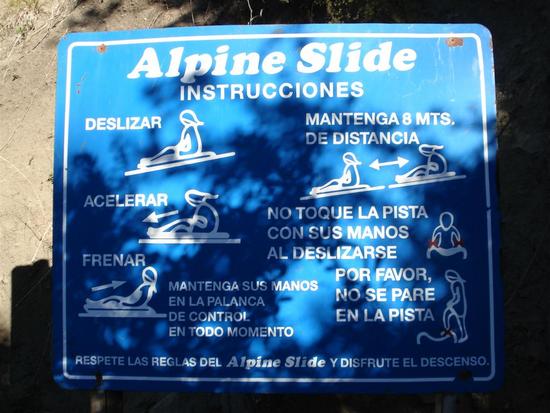 Alpine Slide
INSTRUCCIONES
DESLIZAR
ACELERAR
FRENAR
MANTENGA SUS MANOS
EN LA PALANCA
DE CONTROL
EN TODO MOMENTO
MANTENGA 8 MTS.
DE DISTANCIA
NO TOQUE LA PISTA
CON SUS MANOS
AL DESLIZARSE
POR FAVOR,
NO SE PARE
EN LA PISTA
RESPETE LAS REGLAS DEL Alpine Slide Y DISFRUTE EL DESCENSO.